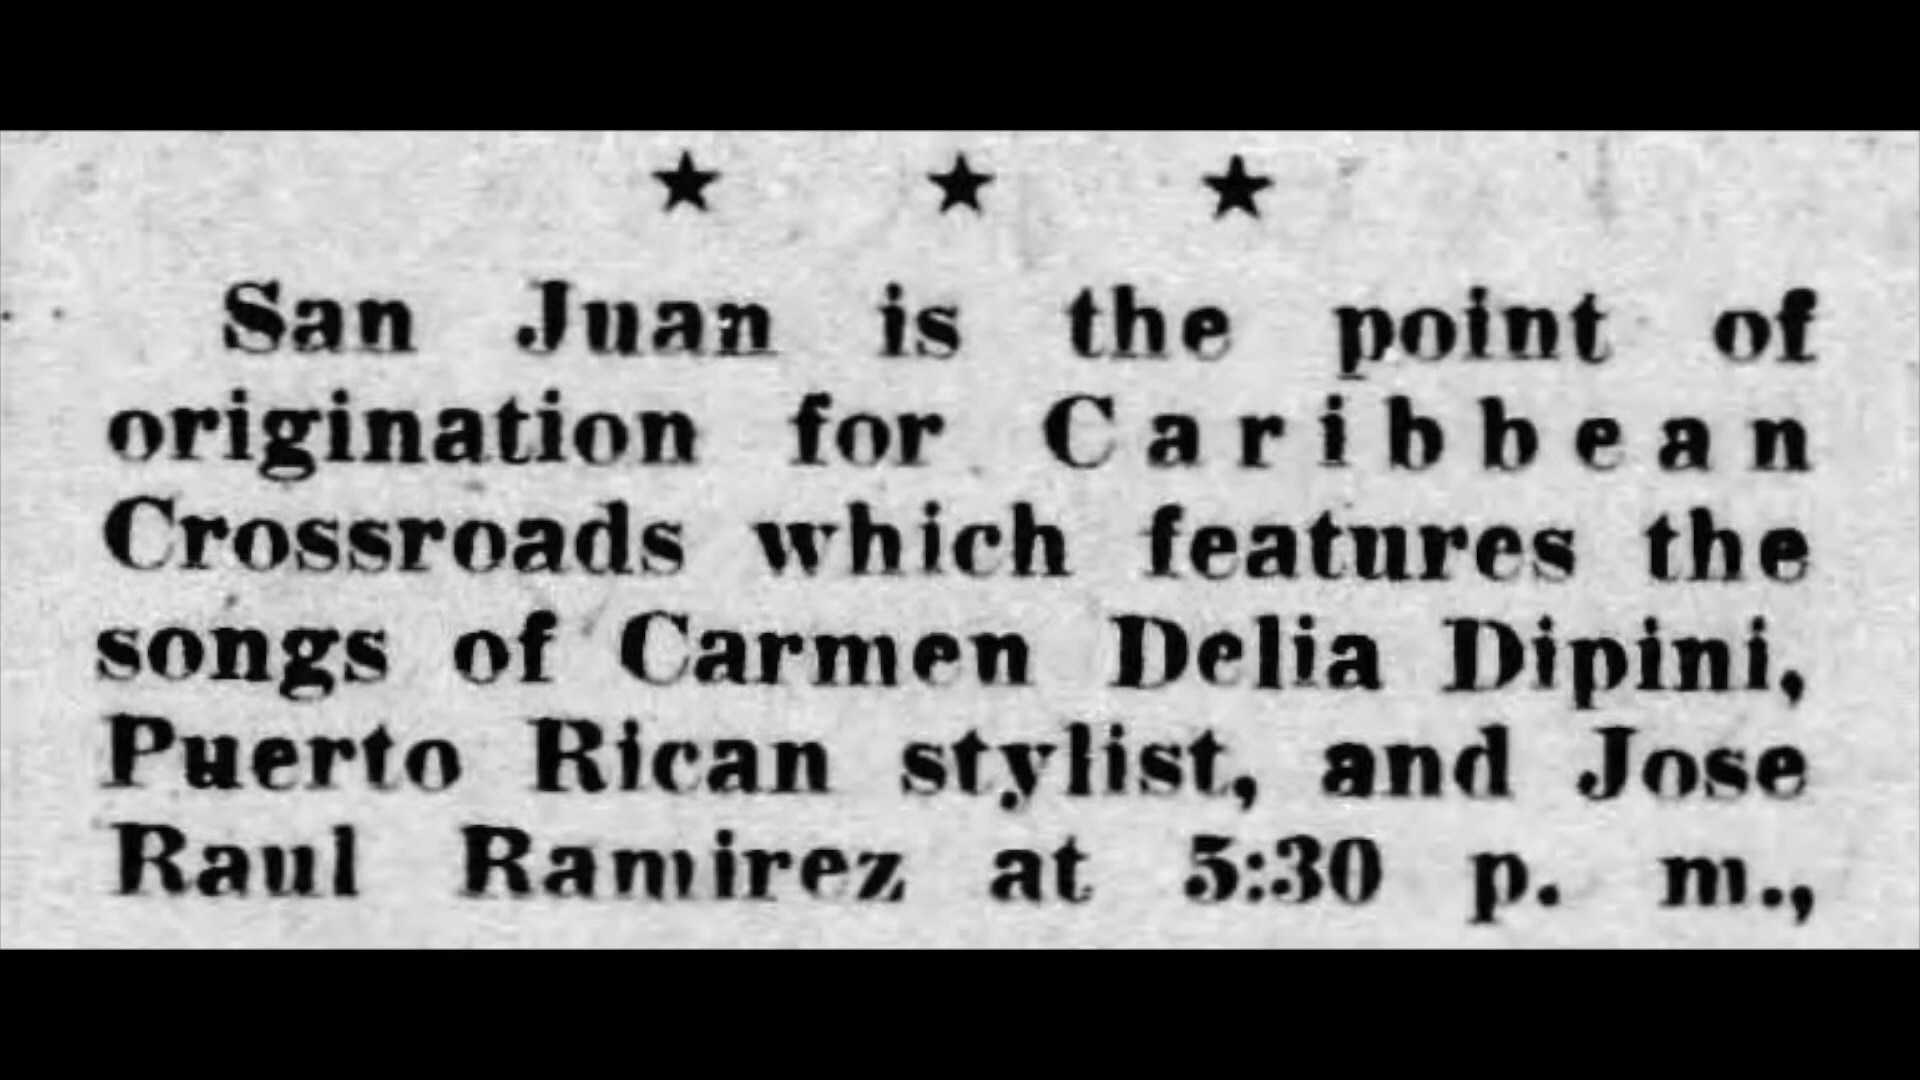 San Juan is the point of
origination for Caribbean
Crossroads which features the
songs of Carmen Delia Dipini,
Puerto Rican stylist, and Jose
Raul Ramirez at 5:30 p. m.,